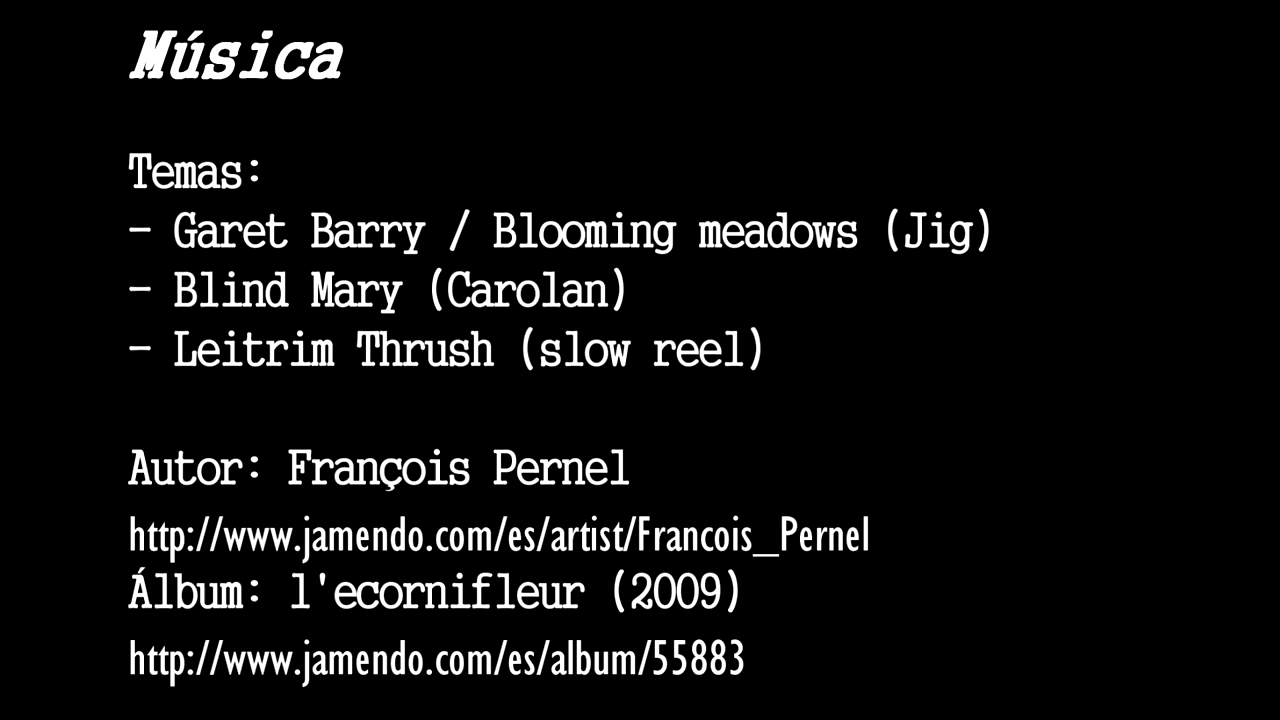 Música
Temas:
- Garet Barry / Blooming meadows (Jig)
- Blind Mary (Carolan)
- Leitrim Thrush (slow reel)
Autor: François Pernel
http://www.jamendo.com/es/artist/Francois_Pernel
Álbum: l'ecornifleur (2009)
http://www.jamendo.com/es/album/55883